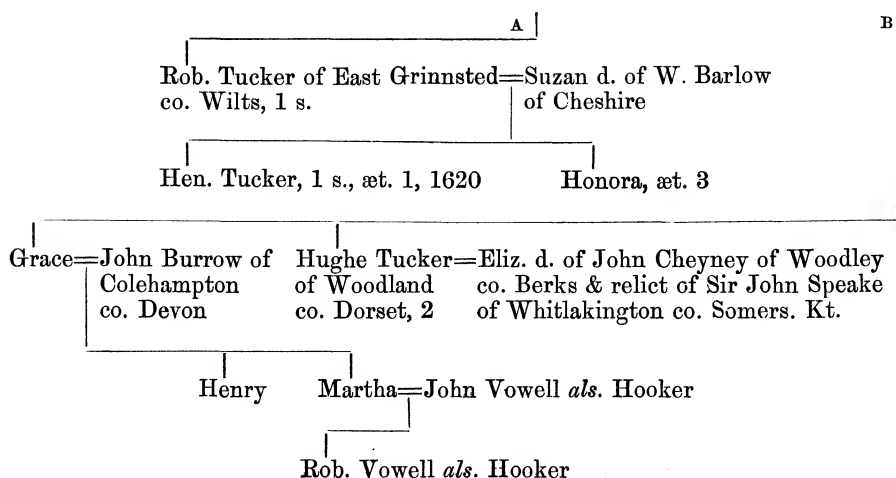 A B
Rob. Tucker of East Grinnsted=Suzan d. of W. Barlow
co. Wilts, 1 s. of Cheshire
Hen. Tucker, 1 s., æt. 1, 1620 Honora, æt. 3
Grace=John Burrow of Hughe Tucker=Eliz. d. of John Cheyney of Woodley
Colehampton of Woodland co. Berks & relict of Sir John Speake
co. Devon co. Dorset, 2 of Whitlakington co. Somers. Kt.
Henry Martha=John Vowell als. Hooker
Rob. Vowell als. Hooker